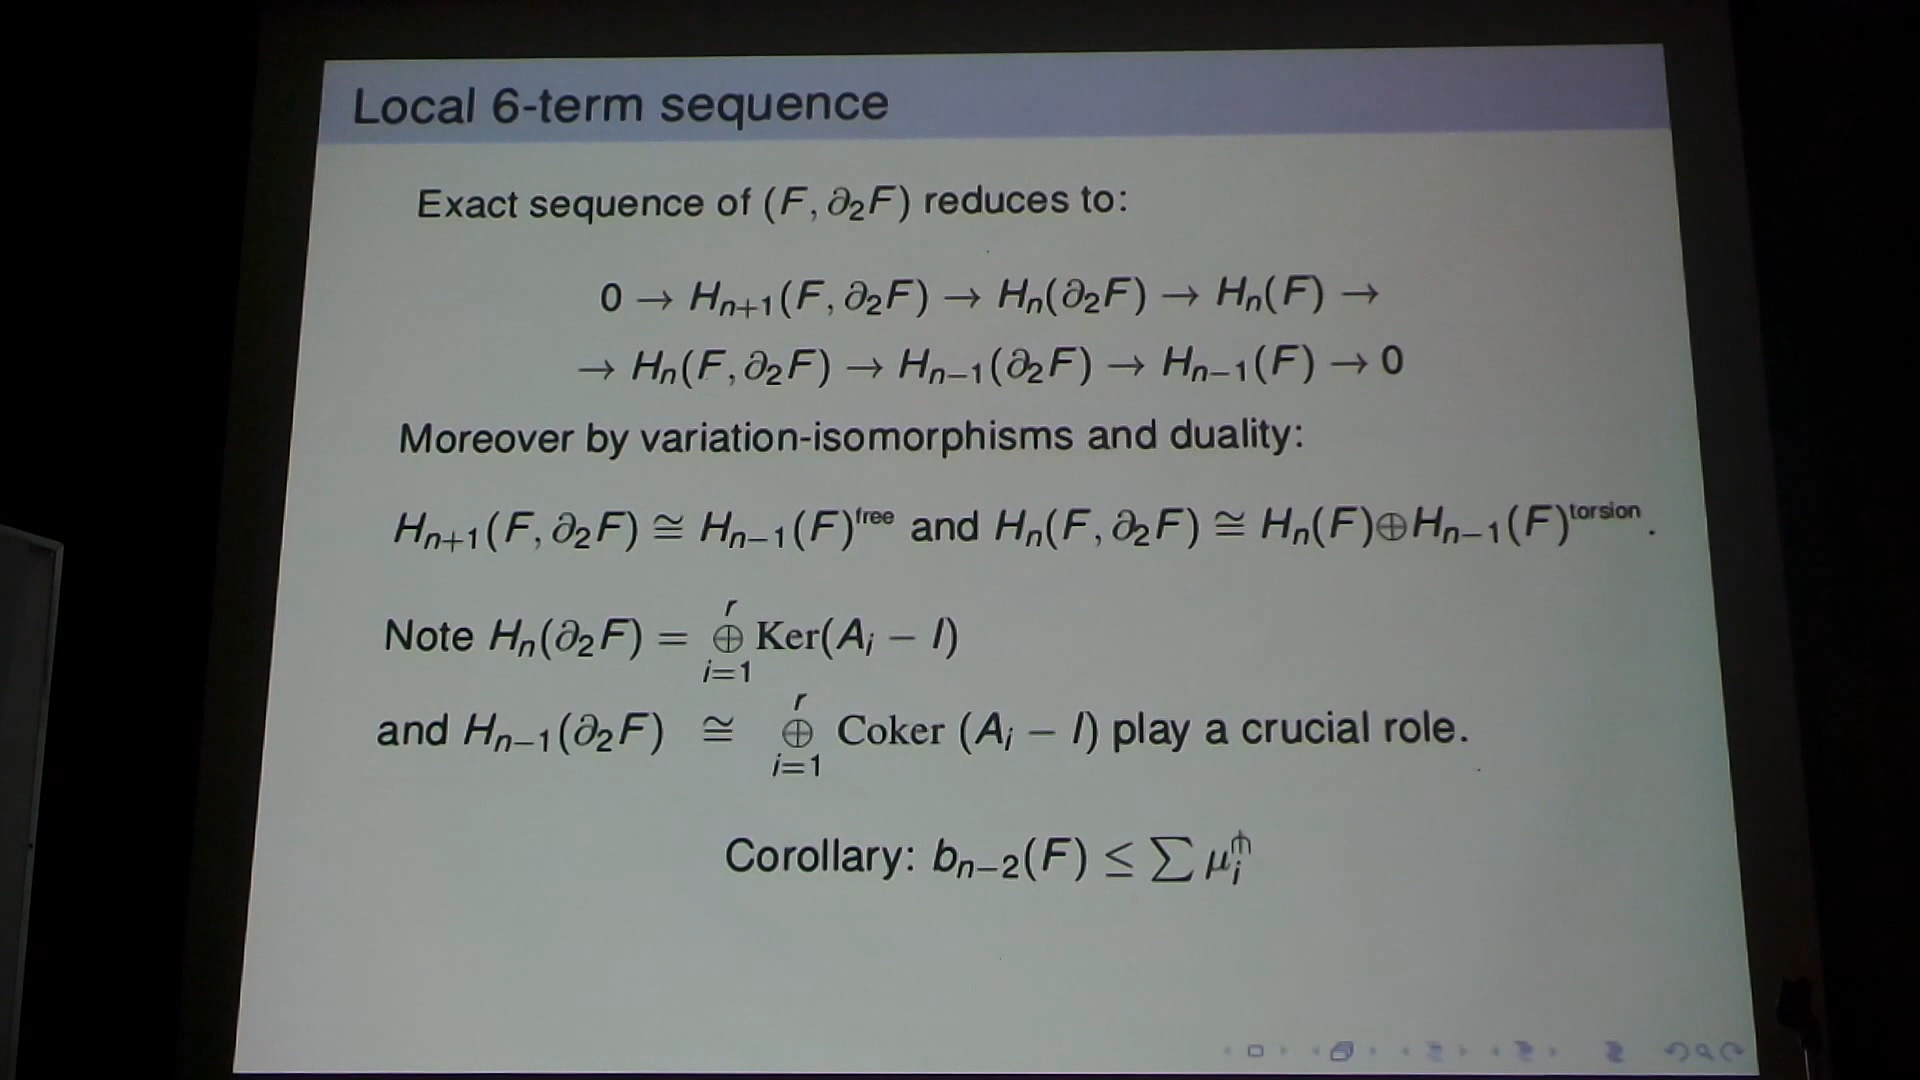 Local 6-term sequence
Exact sequence of (F, ∂₂F) reduces to:
0 → Hₙ₊₁(F, ∂₂F) → Hₙ(∂₂F) → Hₙ(F) →
→ Hₙ(F, ∂₂F) → Hₙ₋₁(∂₂F) → Hₙ₋₁(F) → 0
Moreover by variation-isomorphisms and duality:
Hₙ₊₁(F, ∂₂F) ≅ Hₙ₋₁(F)^free and Hₙ(F, ∂₂F) ≅ Hₙ(F)⊕Hₙ₋₁(F)^torsion .
Note Hₙ(∂₂F) = ⊕_{i=1}^{r} Ker(Aᵢ − I)
and Hₙ₋₁(∂₂F) ≅ ⊕_{i=1}^{r} Coker (Aᵢ − I) play a crucial role.
Corollary: bₙ₋₂(F) ≤ ∑ μᵢ^⋔